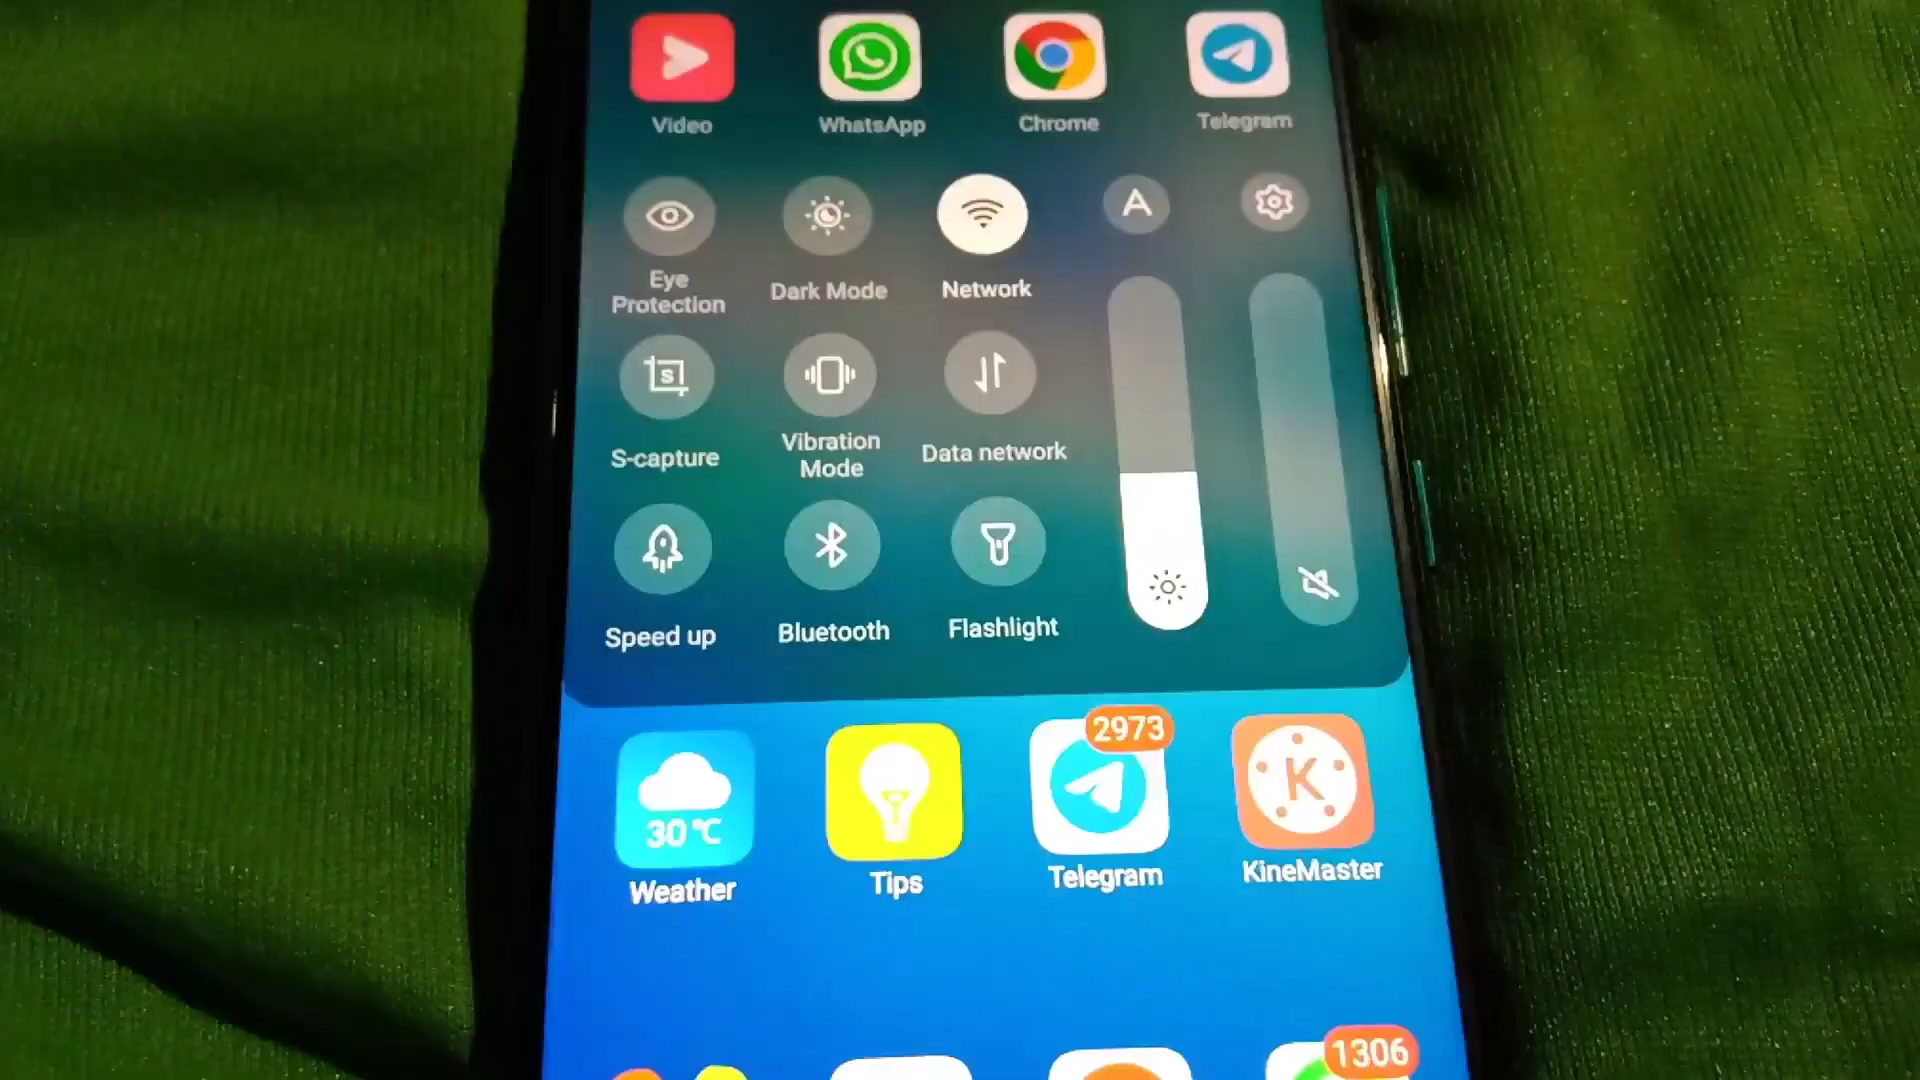 Video
WhatsApp
Chrome
Telegram
A
Eye
Protection
Dark Mode
Network
S
S-capture
Vibration
Mode
Data network
Speed up
Bluetooth
Flashlight
2973
K
30°C
Weather
Tips
Telegram
KineMaster
1306